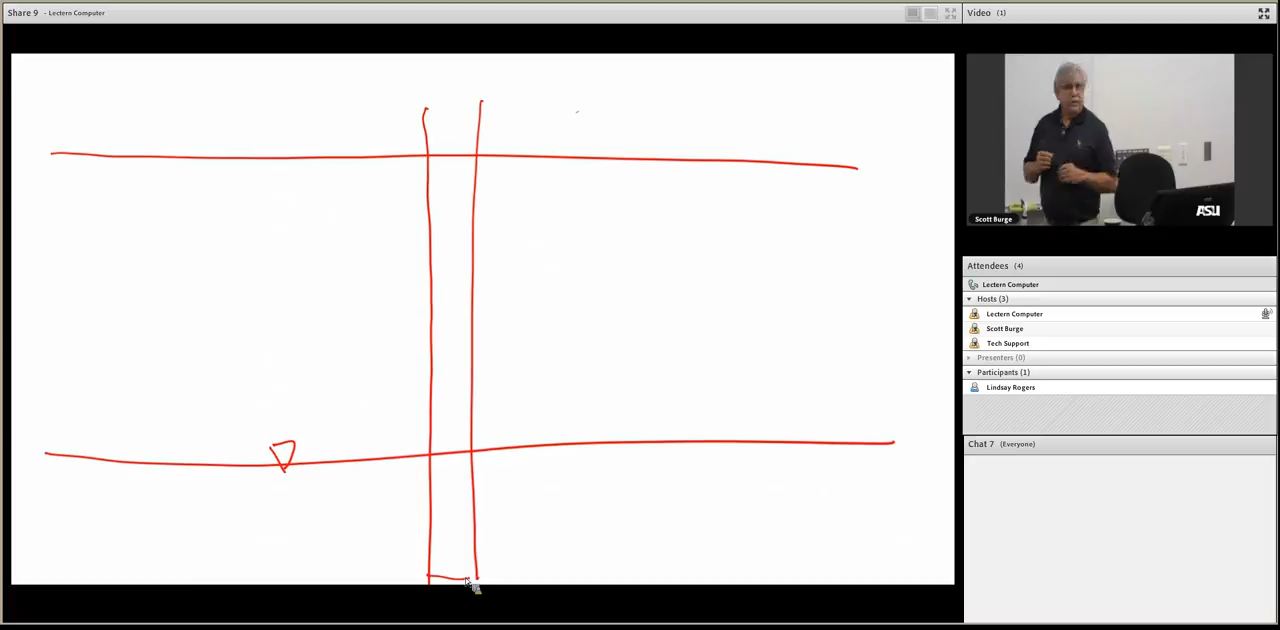 Share 9 - Lectern Computer
Video (1)
Scott Burge
ASU
Attendees (4)
Lectern Computer
Hosts (3)
Lectern Computer
Scott Burge
Tech Support
Presenters (0)
Participants (1)
Lindsay Rogers
Chat 7 (Everyone)